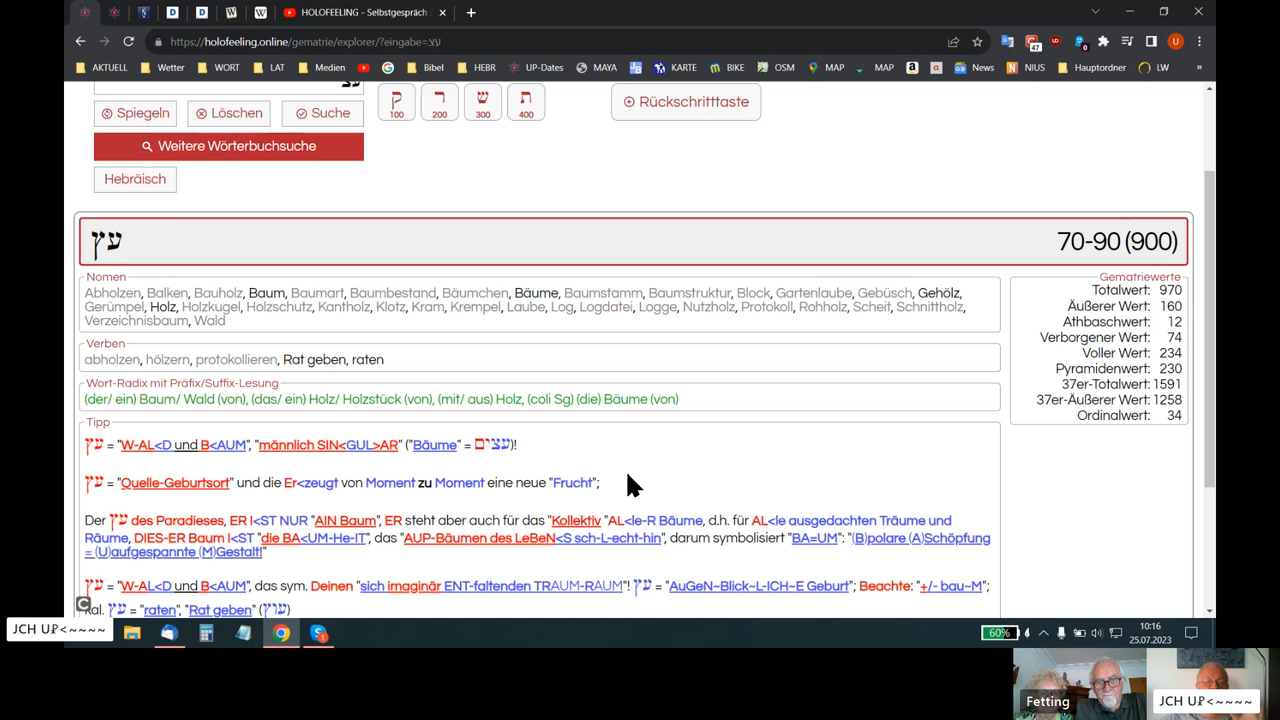 HOLOFEELING - Selbstgespräch
https://holofeeling.online/gematrie/explorer/?eingabe=עצ
AKTUELL Wetter WORT LAT Medien Bibel HEBR UP-Dates MAYA KARTE BIKE OSM MAP MAP News NIUS Hauptordner LW »
עצ
ק 100 ר 200 ש 300 ת 400
Rückschritttaste
Spiegeln Löschen Suche
Weitere Wörterbuchsuche
Hebräisch
עץ 70-90 (900)
Nomen
Abholzen, Balken, Bauholz, Baum, Baumart, Baumbestand, Bäumchen, Bäume, Baumstamm, Baumstruktur, Block, Gartenlaube, Gebüsch, Gehölz,
Gerümpel, Holz, Holzkugel, Holzschutz, Kantholz, Klotz, Kram, Krempel, Laube, Log, Logdatei, Logge, Nutzholz, Protokoll, Rohholz, Scheit, Schnittholz,
Verzeichnisbaum, Wald
Verben
abholzen, hölzern, protokollieren, Rat geben, raten
Wort-Radix mit Präfix/Suffix-Lesung
(der/ ein) Baum/ Wald (von), (das/ ein) Holz/ Holzstück (von), (mit/ aus) Holz, (coli Sg) (die) Bäume (von)
Gematriewerte
Totalwert: 970
Äußerer Wert: 160
Athbaschwert: 12
Verborgener Wert: 74
Voller Wert: 234
Pyramidenwert: 230
37er-Totalwert: 1591
37er-Äußerer Wert: 1258
Ordinalwert: 34
Tipp
עץ = "W-AL<D und B<AUM", "männlich SIN<GUL>AR" ("Bäume" = עצים)!
עץ = "Quelle-Geburtsort" und die Er<zeugt von Moment zu Moment eine neue "Frucht";
Der עץ des Paradieses, ER I<ST NUR "AIN Baum", ER steht aber auch für das "Kollektiv "AL<le-R Bäume, d.h. für AL<le ausgedachten Träume und
Räume, DIES-ER Baum I<ST "die BA<UM-He-IT", das "AUP-Bäumen des LeBeN<S sch-L-echt-hin", darum symbolisiert "BA=UM": "(B)polare (A)Schöpfung
= (U)aufgespannte (M)Gestalt!"
עץ = "W-AL<D und B<AUM", das sym. Deinen "sich imaginär ENT-faltenden TRAUM-RAUM"! עץ = "AuGeN~Blick~L-ICH~E Geburt"; Beachte: "+/- bau~M";
kal. עץ = "raten", "Rat geben" (עוץ)
60% 10:16
25.07.2023
Fetting